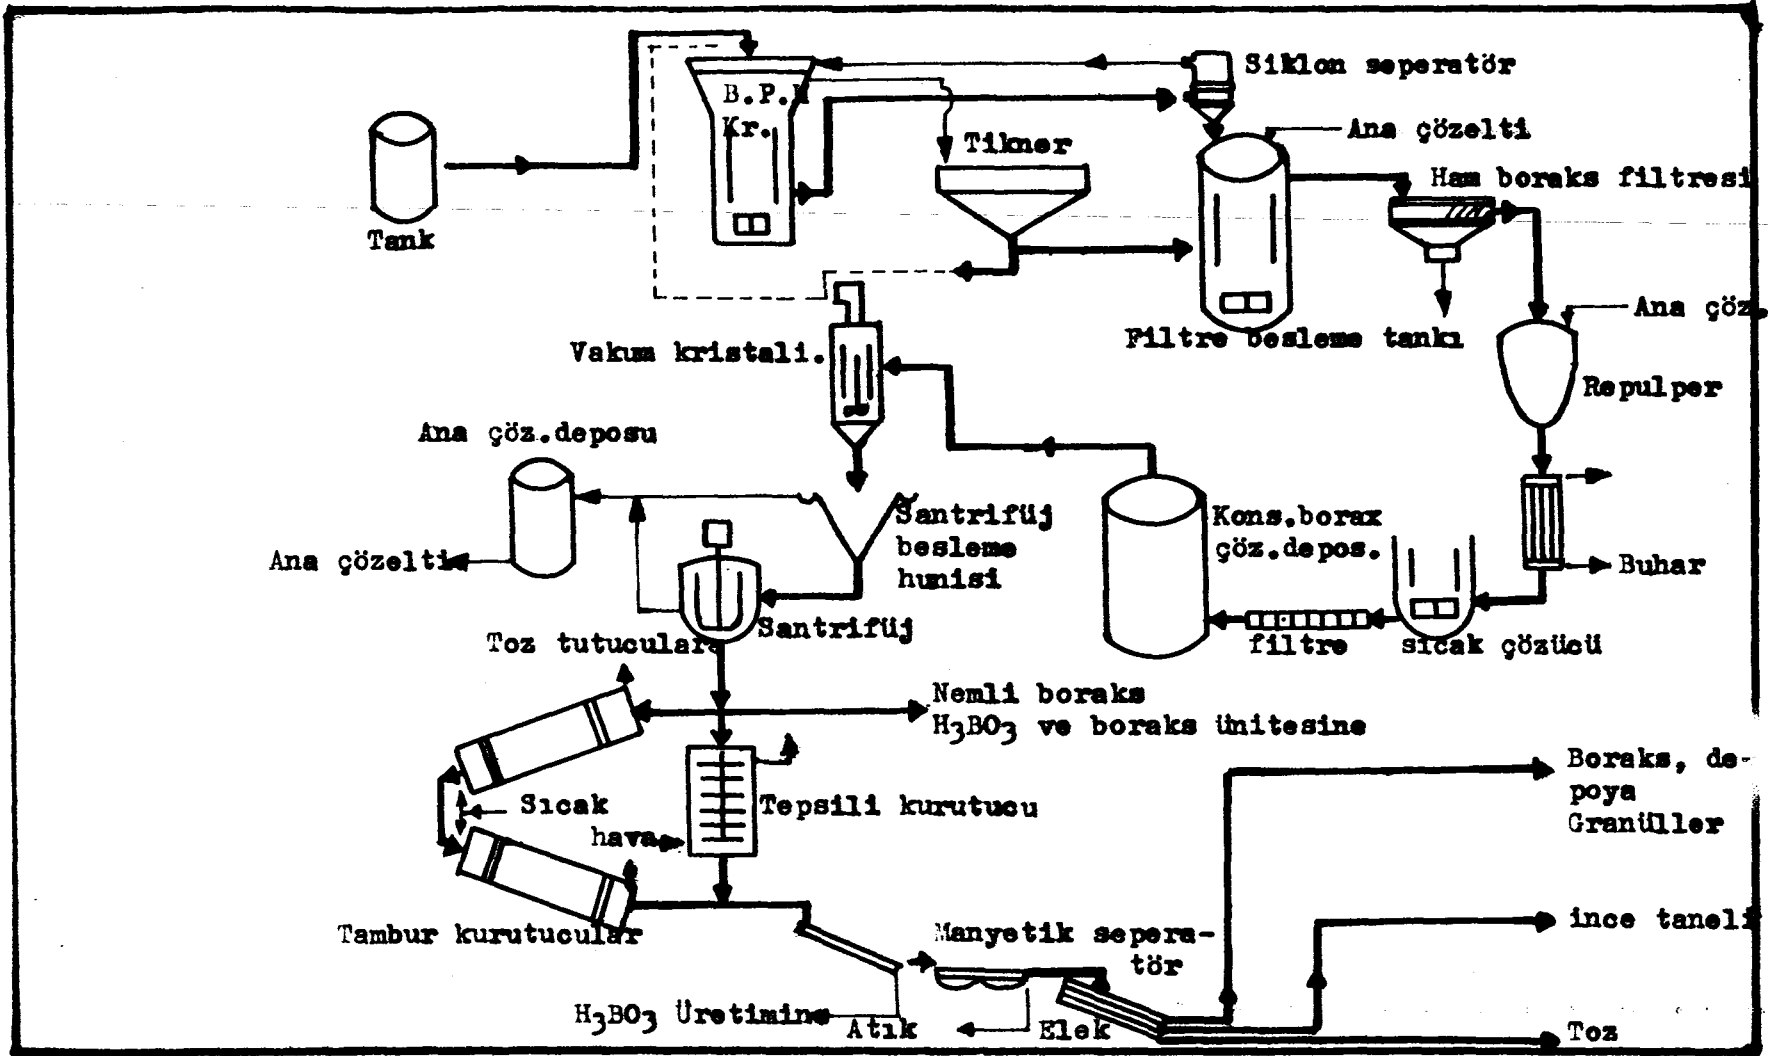 Siklon seperatör
B.P.K
Kr.
Ana çözelti
Tikner
Ham boraks filtresi
Tank
Ana çöz.
Filtre besleme tankı
Vakum kristali.
Repulper
Ana çöz.deposu
Santrifüj
besleme
hunisi
Kons.borax
çöz.depos.
Ana çözelti
Buhar
Santrifüj
Toz tutuculara
filtre
sıcak çözücü
Nemli boraks
H3BO3 ve boraks ünitesine
Boraks, de-
poya
Granüller
Sıcak
hava
Tepsili kurutucu
Tambur kurutucular
Manyetik sepera-
tör
ince taneli
H3BO3 Üretimine
Atık
Elek
Toz